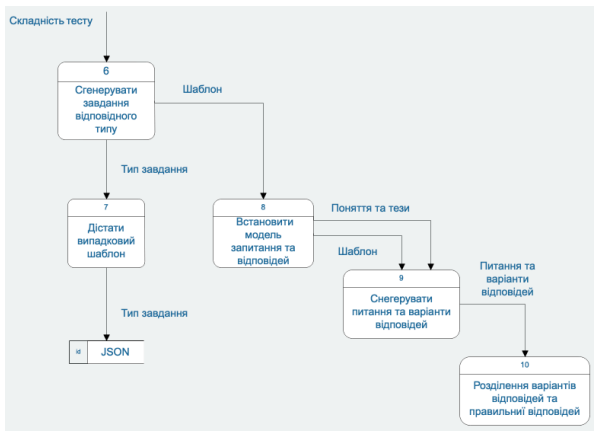 Складність тесту
6
Сгенерувати
завдання
відповідного
типу
Шаблон
Тип завдання
7
Дістати
випадковий
шаблон
8
Встановити
модель
запитання та
відповідей
Поняття та тези
Шаблон
9
Снегерувати
питання та варіанти
відповідей
Питання та
варіанти
відповідей
Тип завдання
id
JSON
10
Розділення варіантів
відповідей та
правильниї відповідей